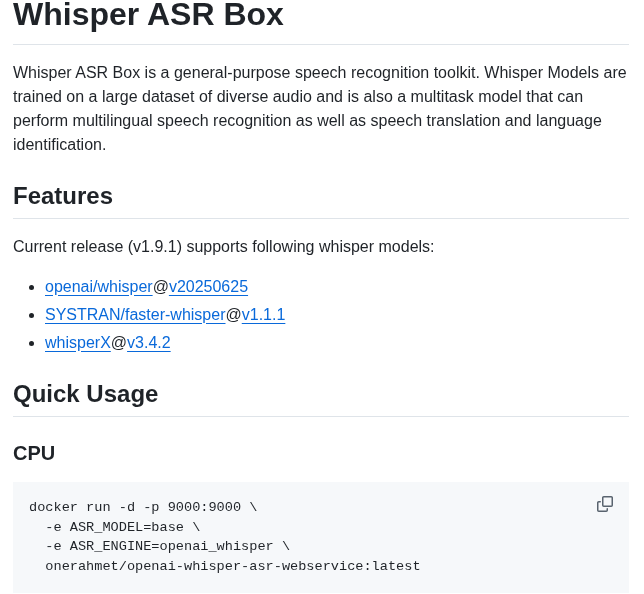 Whisper ASR Box
Whisper ASR Box is a general-purpose speech recognition toolkit. Whisper Models are
trained on a large dataset of diverse audio and is also a multitask model that can
perform multilingual speech recognition as well as speech translation and language
identification.
Features
Current release (v1.9.1) supports following whisper models:
• openai/whisper@v20250625
• SYSTRAN/faster-whisper@v1.1.1
• whisperX@v3.4.2
Quick Usage
CPU
docker run -d -p 9000:9000 \
  -e ASR_MODEL=base \
  -e ASR_ENGINE=openai_whisper \
  onerahmet/openai-whisper-asr-webservice:latest